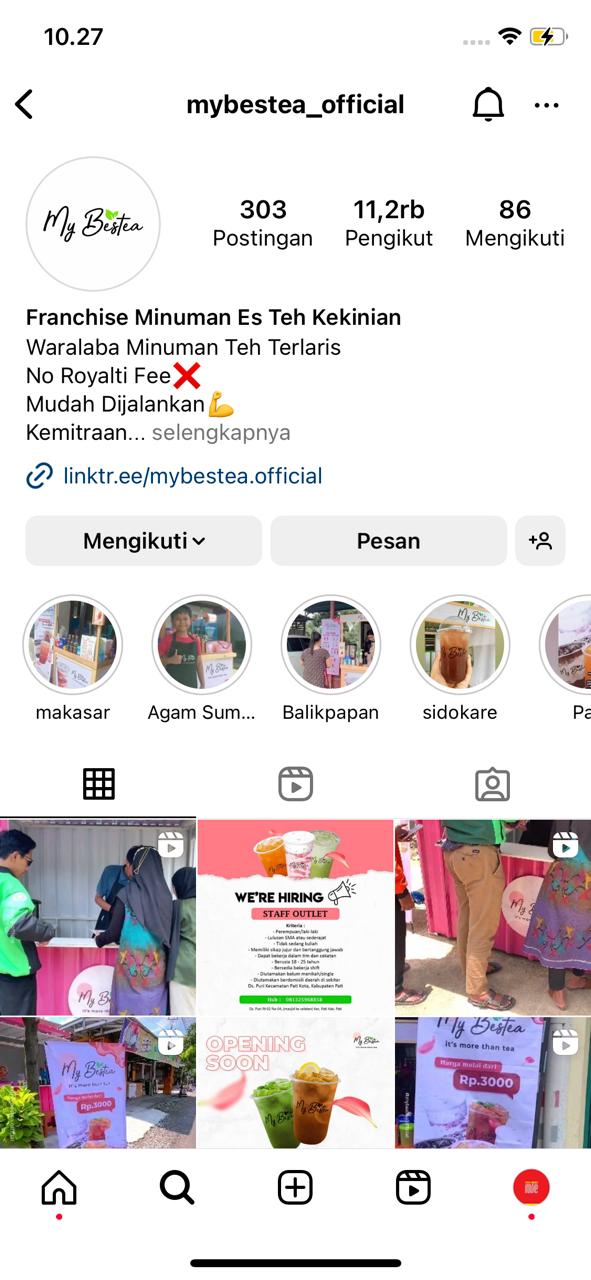 10.27
mybestea_official
My Bestea
303
Postingan
11,2rb
Pengikut
86
Mengikuti
Franchise Minuman Es Teh Kekinian
Waralaba Minuman Teh Terlaris
No Royalti Fee❌
Mudah Dijalankan💪
Kemitraan... selengkapnya
linktr.ee/mybestea.official
Mengikuti
Pesan
makasar
Agam Sum...
Balikpapan
sidokare
Pa
WE'RE HIRING
STAFF OUTLET
Kriteria :
- Perempuan/laki-laki
- Lulusan SMA atau sederajat
- Tidak sedang kuliah
- Memiliki sikap jujur dan bertanggung jawab
- Dapat bekerja dalam tim dan cekatan
- Berusia 18 - 25 tahun
- Bersedia bekerja shift
- Diutamakan belum menikah/single
- Diutamakan berdomisili daerah di sekitar
Ds. Puri Kecamatan Pati Kota, Kabupaten Pati
My B
My Bestea
it's more than tea
Harga mulai dari
Rp.3000
OPENING
SOON
My Bestea
My Bestea
it's more than tea
Harga mulai dari
Rp.3000